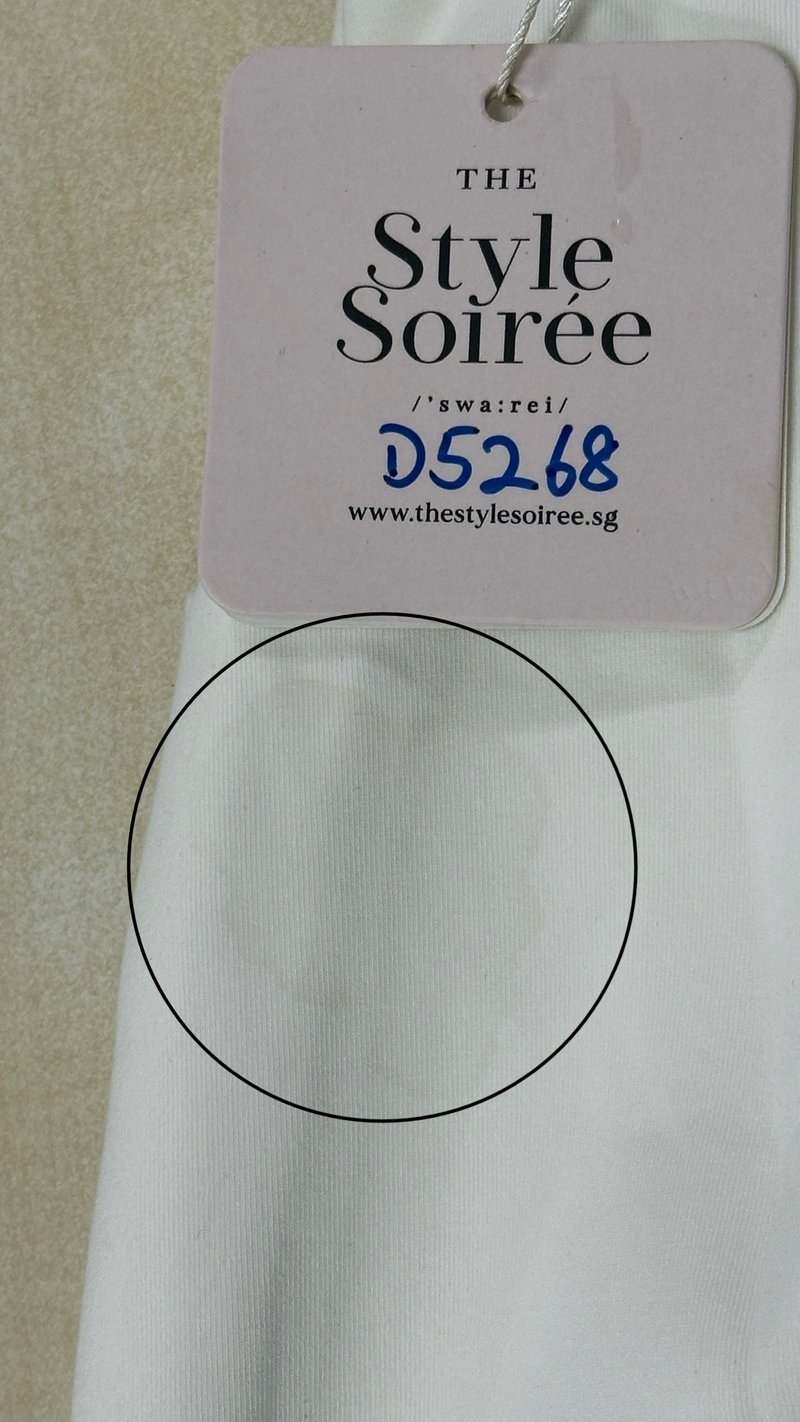 THE
Style
Soirée
/'swa:rei/
D5268
www.thestylesoiree.sg